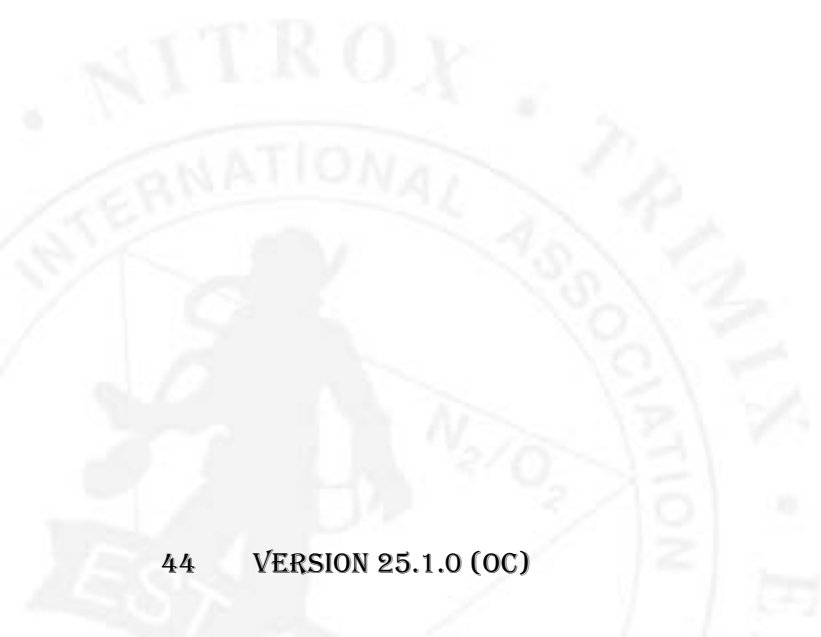 • NITROX • TRIMIX • E
INTERNATIONAL ASSOCIATION
N₂/O₂
EST
44 VERSION 25.1.0 (OC)